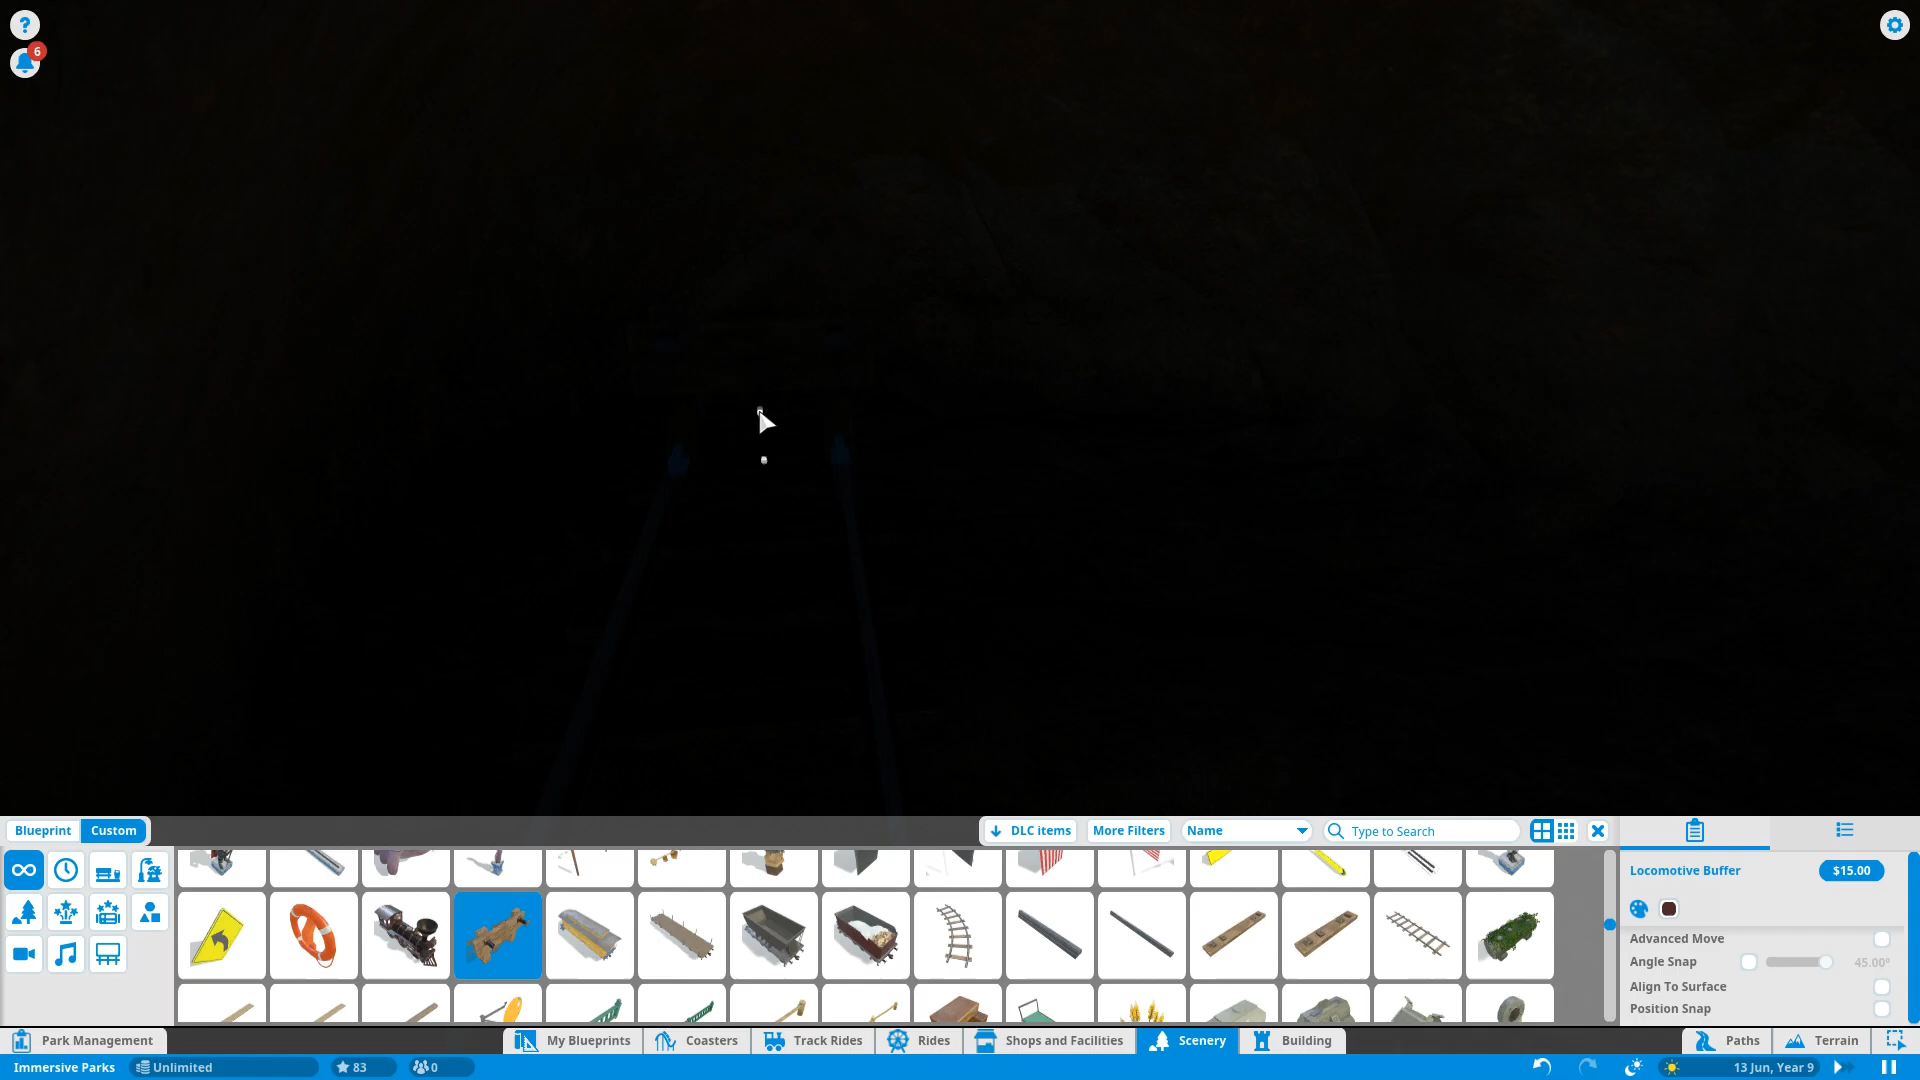 ?
6
Blueprint
Custom
DLC items
More Filters
Name
Type to Search
Locomotive Buffer
$15.00
Advanced Move
Angle Snap
45.00°
Align To Surface
Position Snap
Park Management
My Blueprints
Coasters
Track Rides
Rides
Shops and Facilities
Scenery
Building
Paths
Terrain
Immersive Parks
Unlimited
83
0
13 Jun, Year 9